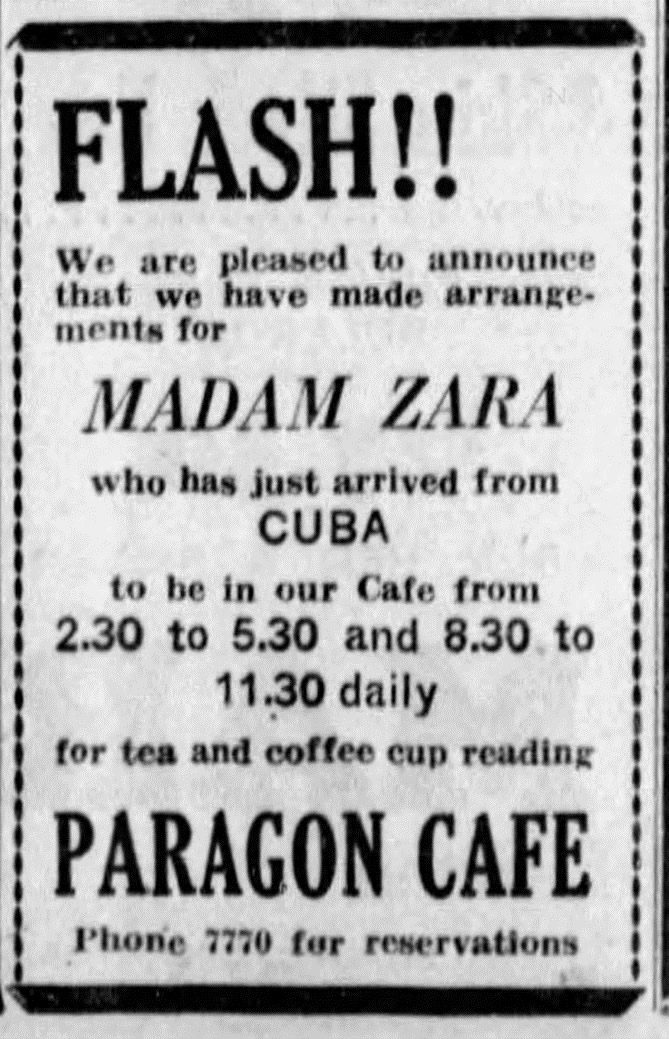 FLASH!!
We are pleased to announce
that we have made arrange-
ments for
MADAM ZARA
who has just arrived from
CUBA
to be in our Cafe from
2.30 to 5.30 and 8.30 to
11.30 daily
for tea and coffee cup reading
PARAGON CAFE
Phone 7770 for reservations